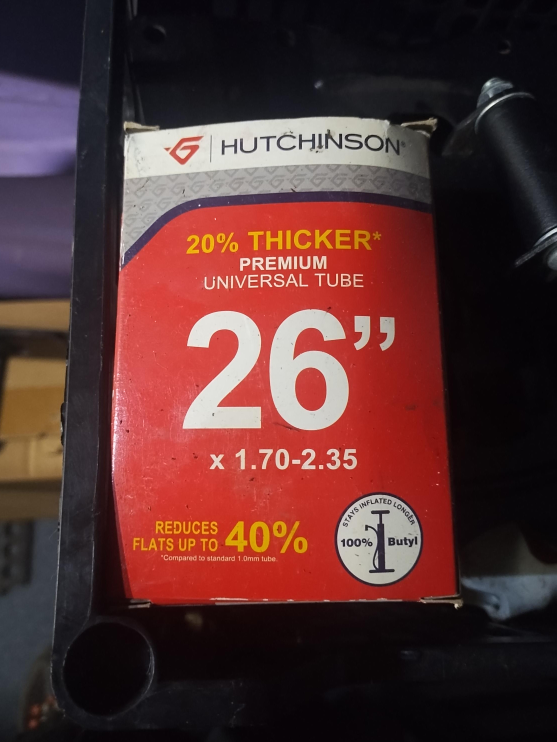 HUTCHINSON®
20% THICKER*
PREMIUM
UNIVERSAL TUBE
26”
x 1.70-2.35
REDUCES
FLATS UP TO 40%
*Compared to standard 1.0mm tube.
STAYS INFLATED LONGER
100% Butyl